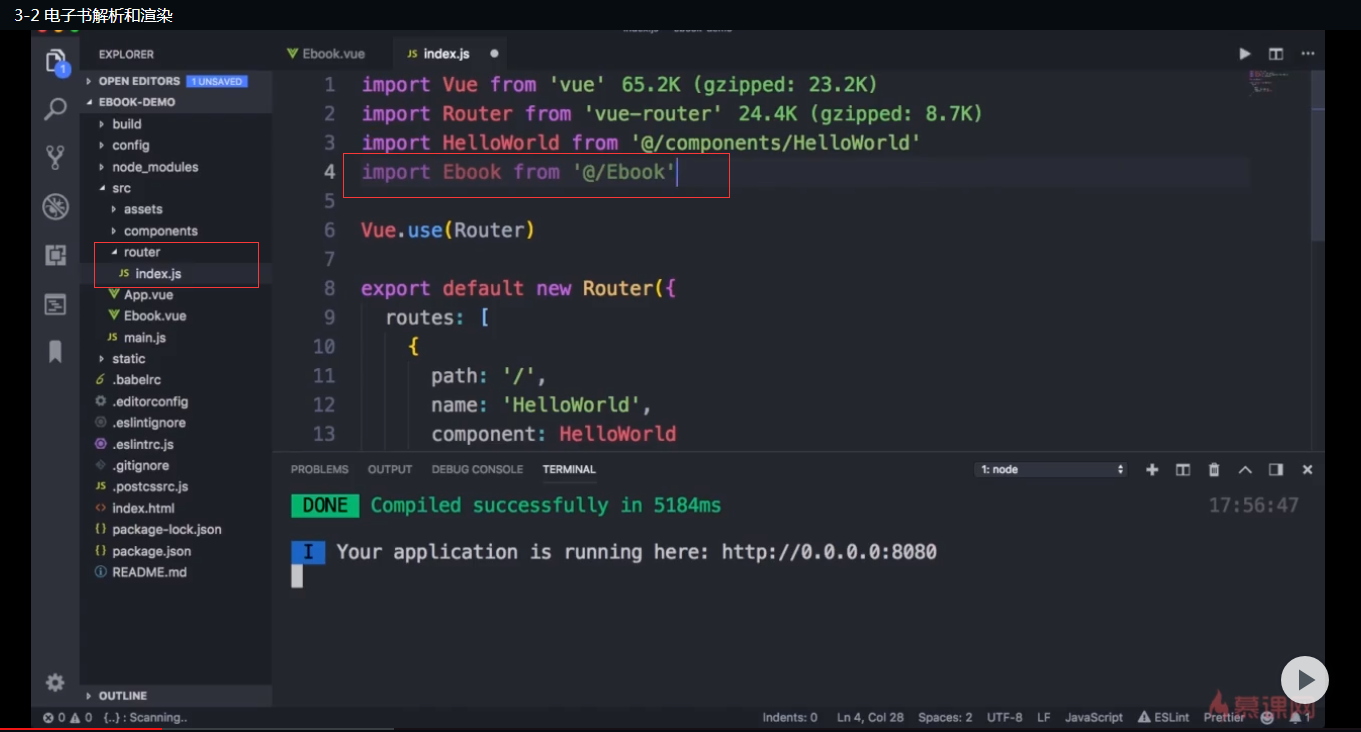 3-2 电子书解析和渲染
EXPLORER
OPEN EDITORS 1 UNSAVED
EBOOK-DEMO
build
config
node_modules
src
assets
components
router
JS index.js
App.vue
Ebook.vue
JS main.js
static
.babelrc
.editorconfig
.eslintignore
.eslintrc.js
.gitignore
JS .postcssrc.js
index.html
{} package-lock.json
{} package.json
README.md
OUTLINE
1
Ebook.vue
JS index.js
1 import Vue from 'vue' 65.2K (gzipped: 23.2K)
2 import Router from 'vue-router' 24.4K (gzipped: 8.7K)
3 import HelloWorld from '@/components/HelloWorld'
4 import Ebook from '@/Ebook'
5
6 Vue.use(Router)
7
8 export default new Router({
9 routes: [
10 {
11 path: '/',
12 name: 'HelloWorld',
13 component: HelloWorld
PROBLEMS OUTPUT DEBUG CONSOLE TERMINAL 1: node
DONE Compiled successfully in 5184ms 17:56:47
I Your application is running here: http://0.0.0.0:8080
0 0 {..} : Scanning.. Indents: 0 Ln 4, Col 28 Spaces: 2 UTF-8 LF JavaScript ESLint Prettier 1
慕课网